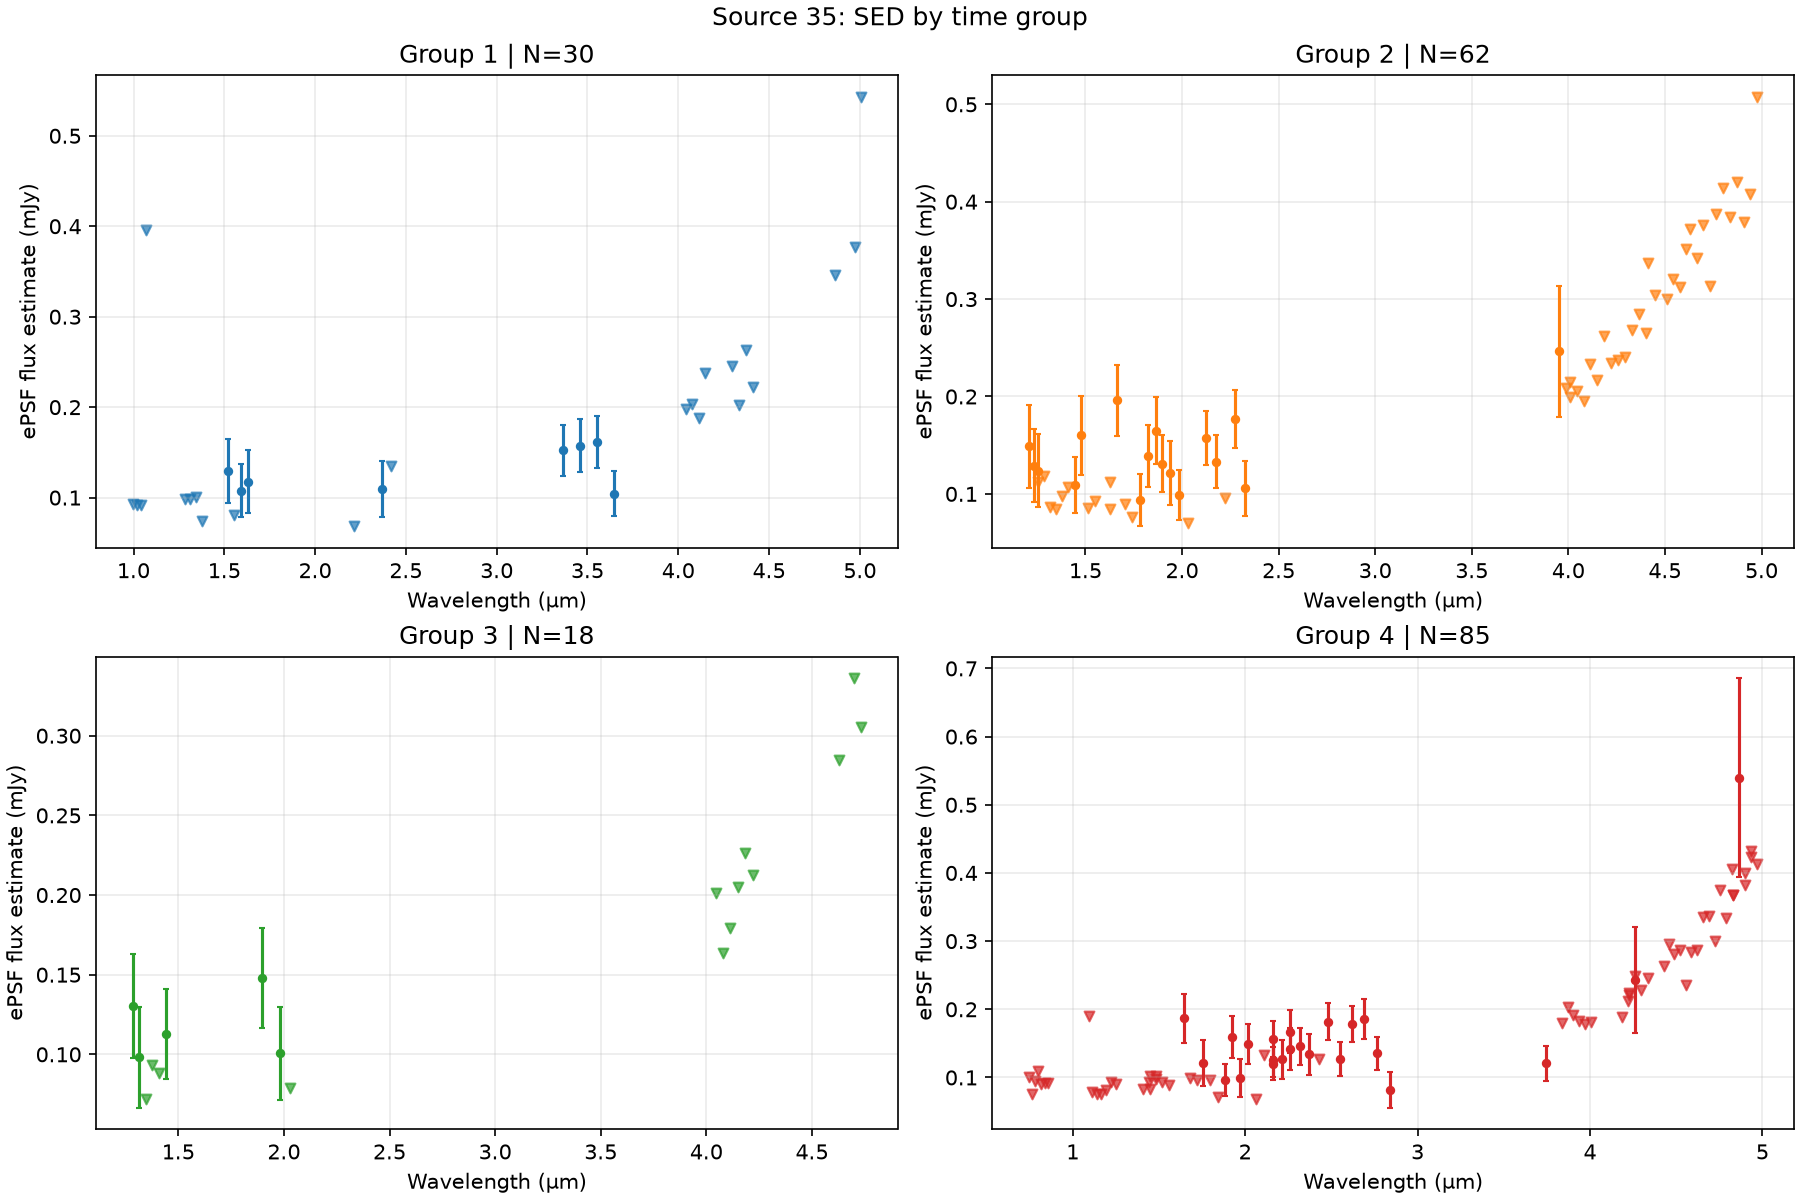 Source 35: SED by time group
Group 1 | N=30
ePSF flux estimate (mJy)
0.5
0.4
0.3
0.2
0.1
1.0 1.5 2.0 2.5 3.0 3.5 4.0 4.5 5.0
Wavelength (μm)
Group 2 | N=62
ePSF flux estimate (mJy)
0.5
0.4
0.3
0.2
0.1
1.5 2.0 2.5 3.0 3.5 4.0 4.5 5.0
Wavelength (μm)
Group 3 | N=18
ePSF flux estimate (mJy)
0.30
0.25
0.20
0.15
0.10
1.5 2.0 2.5 3.0 3.5 4.0 4.5
Wavelength (μm)
Group 4 | N=85
ePSF flux estimate (mJy)
0.7
0.6
0.5
0.4
0.3
0.2
0.1
1 2 3 4 5
Wavelength (μm)